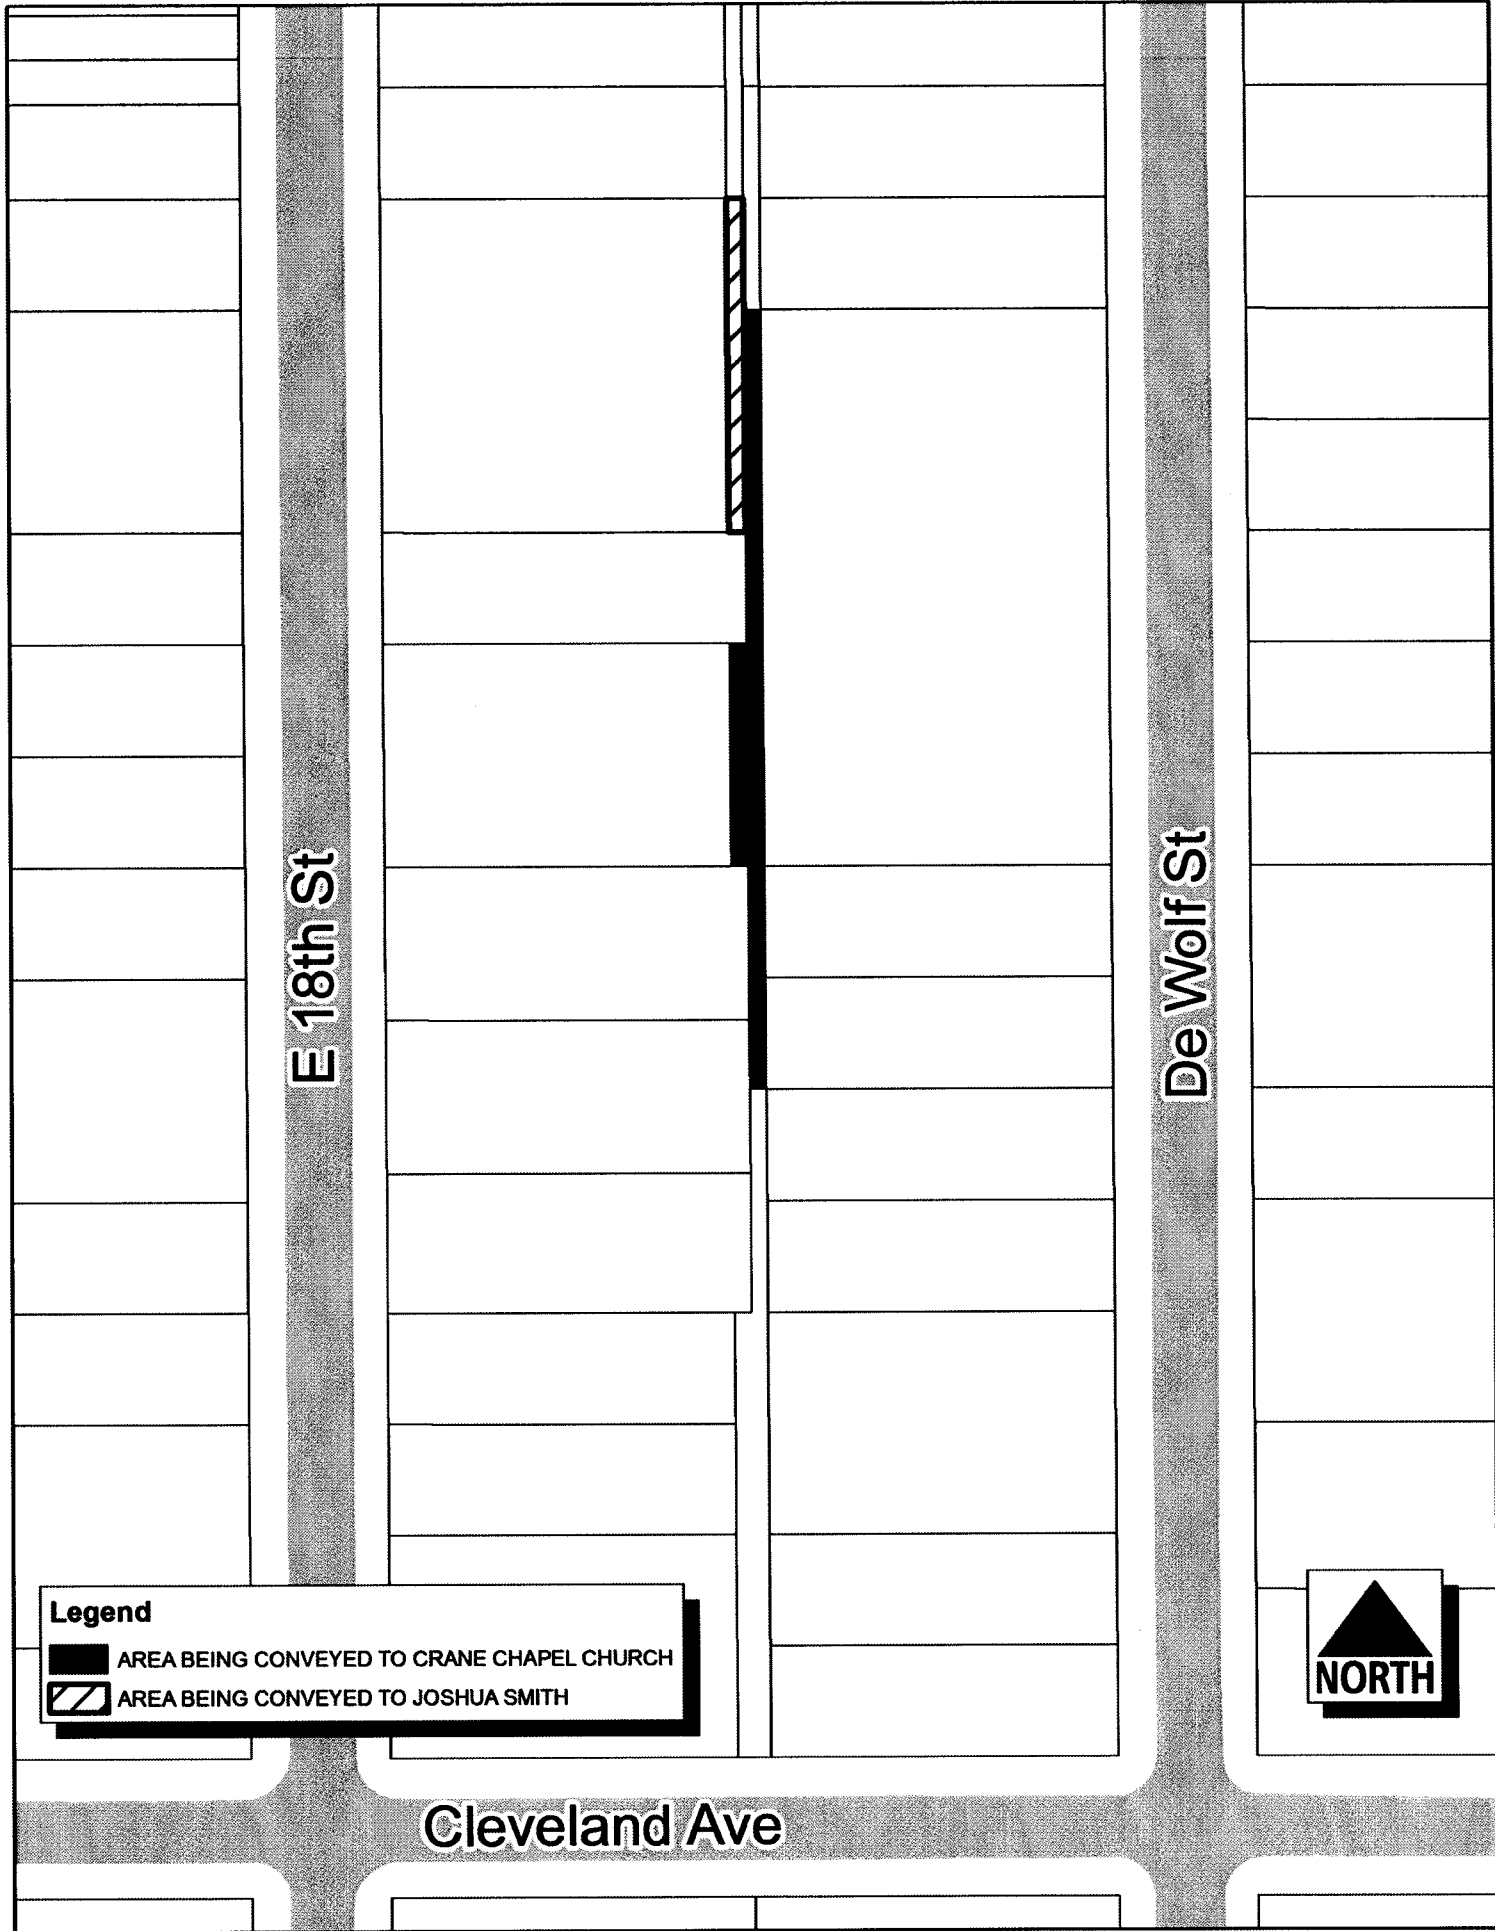 E 18th St
De Wolf St
Legend
AREA BEING CONVEYED TO CRANE CHAPEL CHURCH
AREA BEING CONVEYED TO JOSHUA SMITH
NORTH
Cleveland Ave